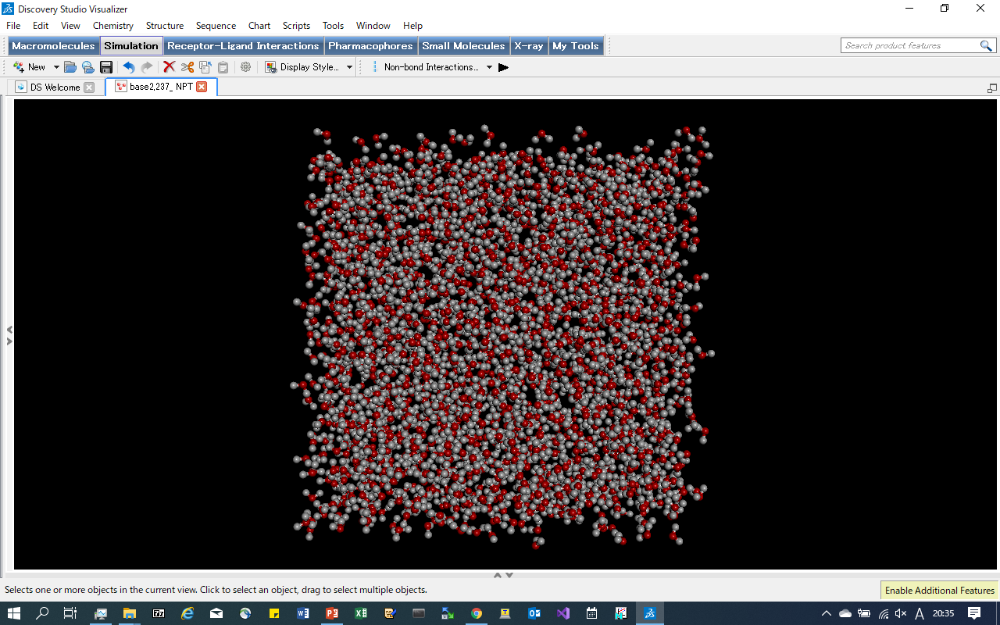 Discovery Studio Visualizer
File Edit View Chemistry Structure Sequence Chart Scripts Tools Window Help
Macromolecules Simulation Receptor-Ligand Interactions Pharmacophores Small Molecules X-ray My Tools Search product features
New Display Style... Non-bond Interactions...
DS Welcome base2,237_ NPT
Selects one or more objects in the current view. Click to select an object, drag to select multiple objects.
Enable Additional Features
A 20:35